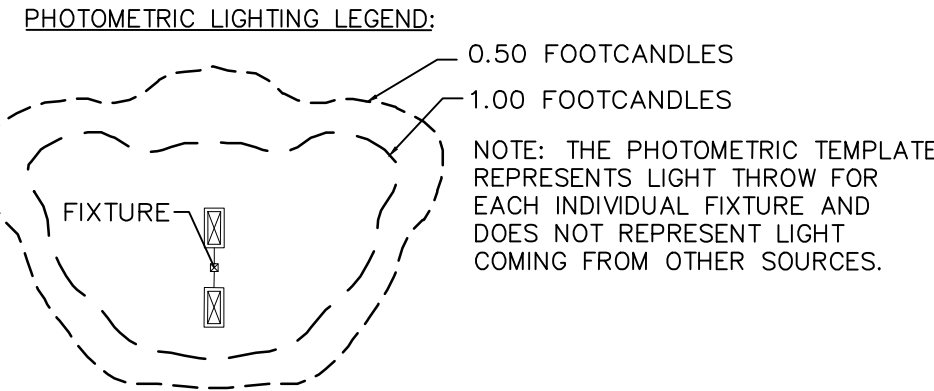 PHOTOMETRIC LIGHTING LEGEND:
0.50 FOOTCANDLES
1.00 FOOTCANDLES
NOTE: THE PHOTOMETRIC TEMPLATE
REPRESENTS LIGHT THROW FOR
EACH INDIVIDUAL FIXTURE AND
DOES NOT REPRESENT LIGHT
COMING FROM OTHER SOURCES.
FIXTURE